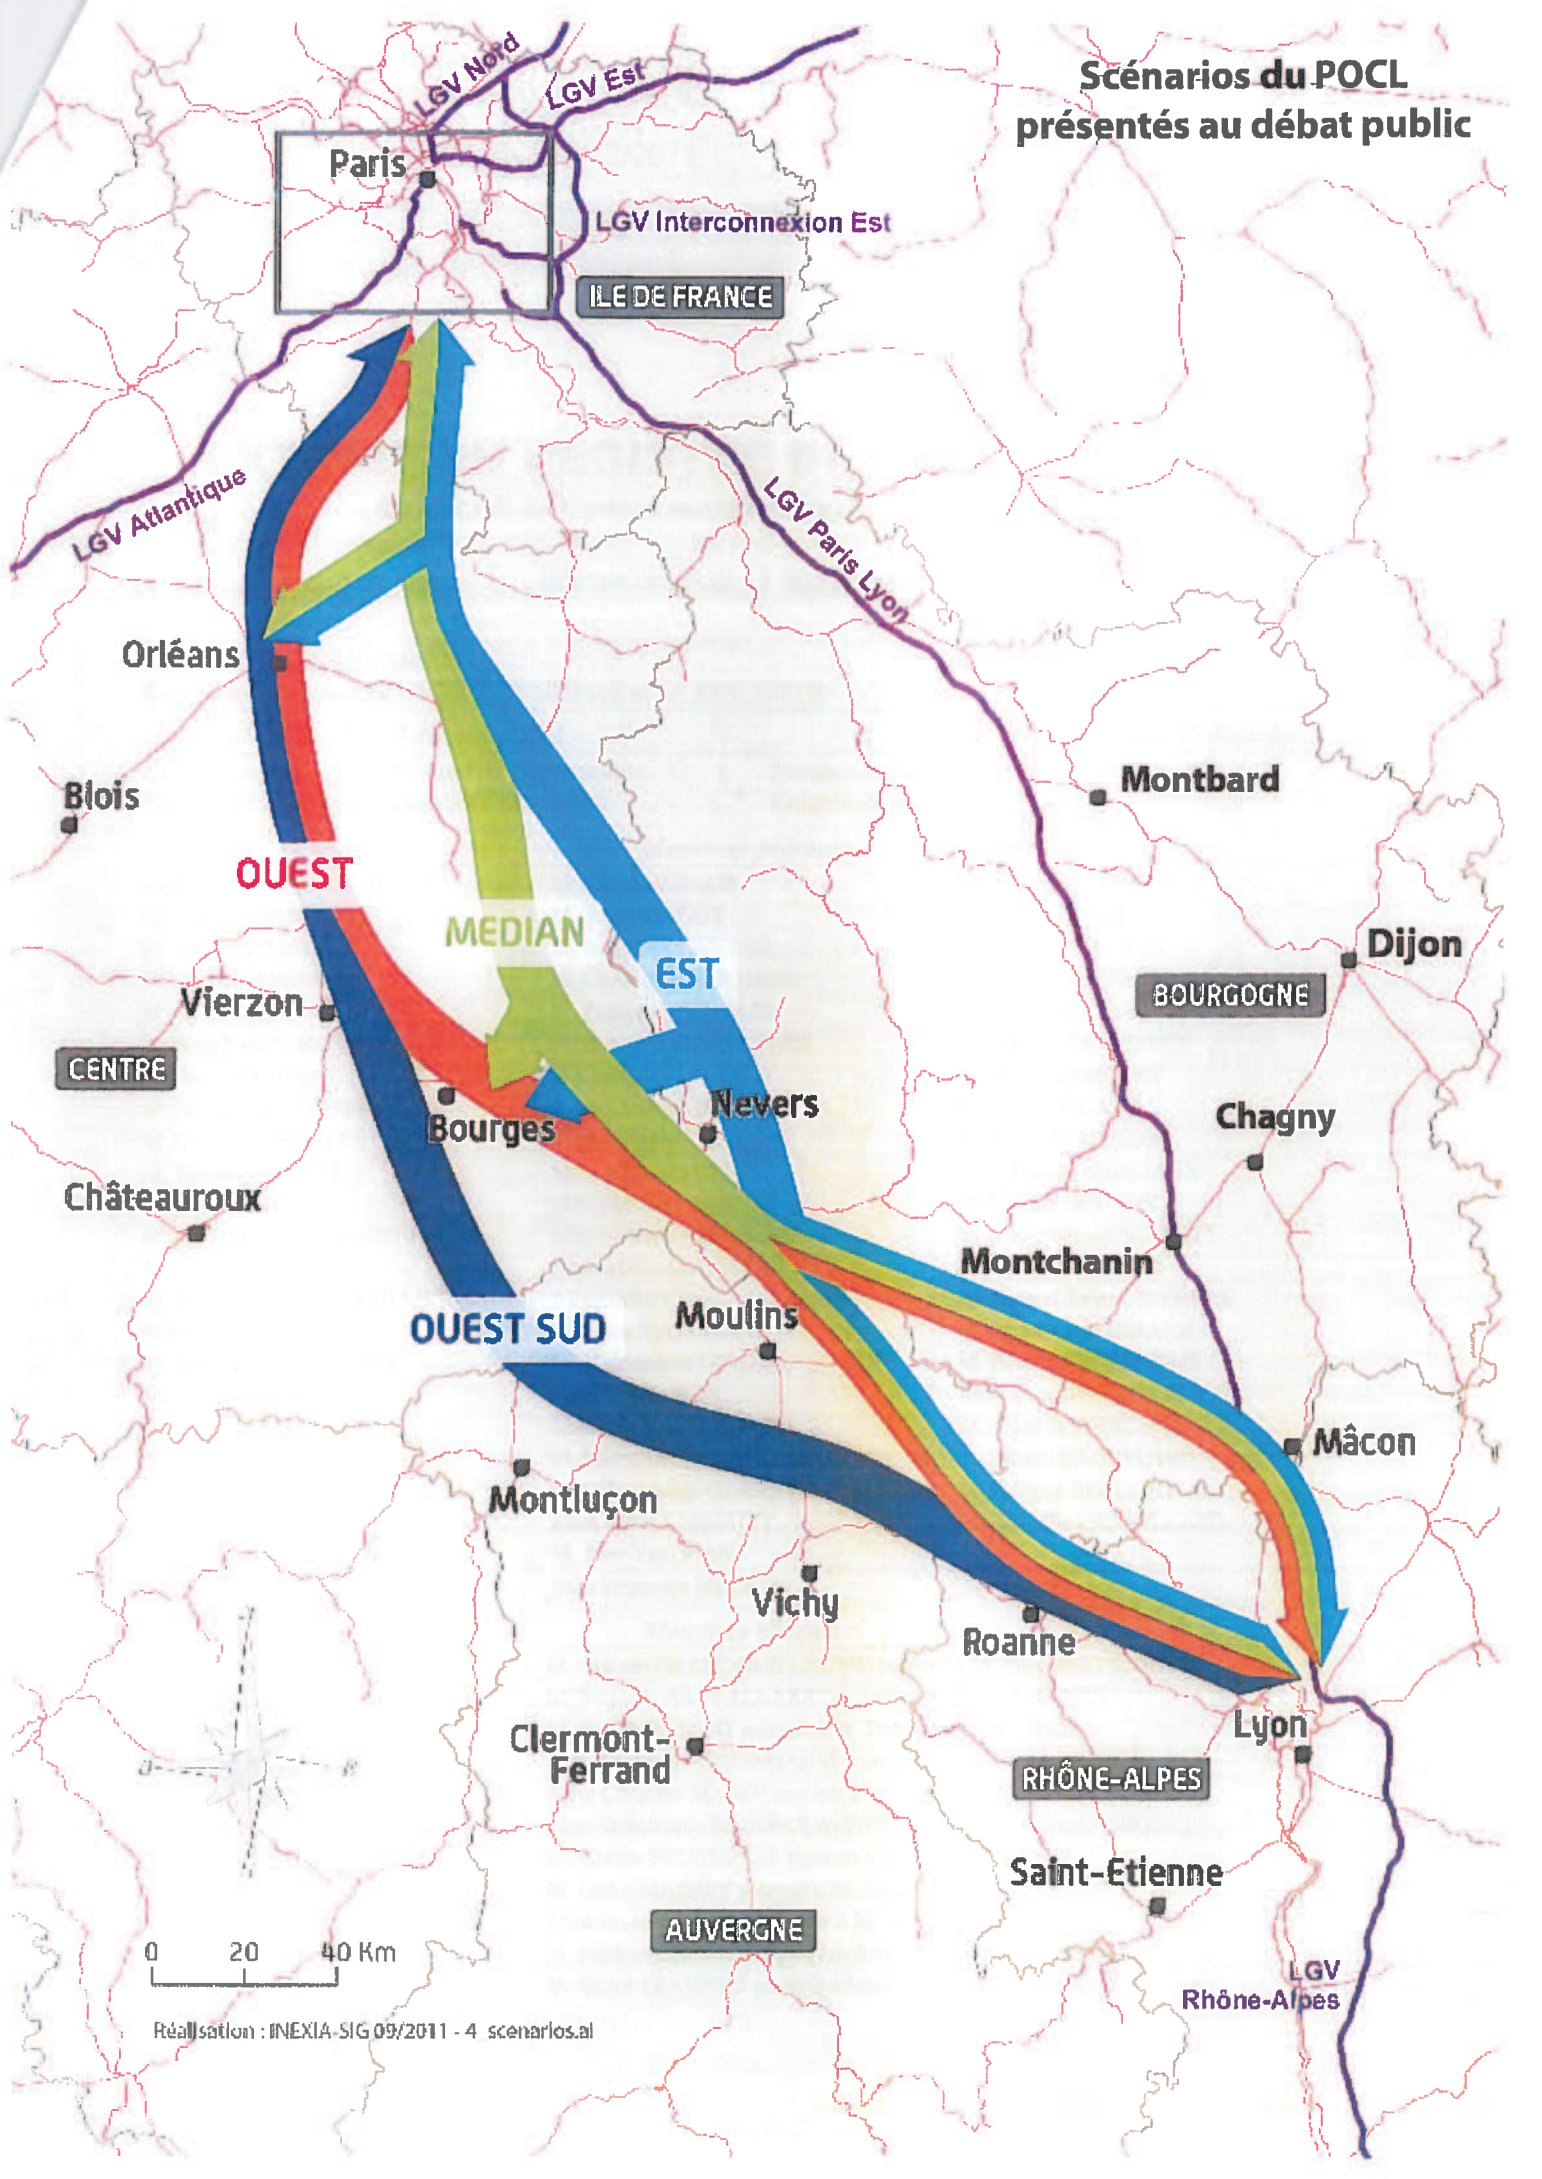 Scénarios du POCL
présentés au débat public
LGV Nord
LGV Est
Paris
LGV Interconnexion Est
ILE DE FRANCE
LGV Atlantique
LGV Paris Lyon
Orléans
Blois
Montbard
OUEST
MEDIAN
EST
Dijon
BOURGOGNE
Vierzon
CENTRE
Bourges
Nevers
Chagny
Châteauroux
Montchanin
OUEST SUD
Moulins
Mâcon
Montluçon
Vichy
Roanne
Lyon
Clermont-
Ferrand
RHÔNE-ALPES
Saint-Etienne
AUVERGNE
0 20 40 Km
LGV
Rhône-Alpes
Réalisation : INEXIA-SIG 09/2011 - 4 scenarios.ai